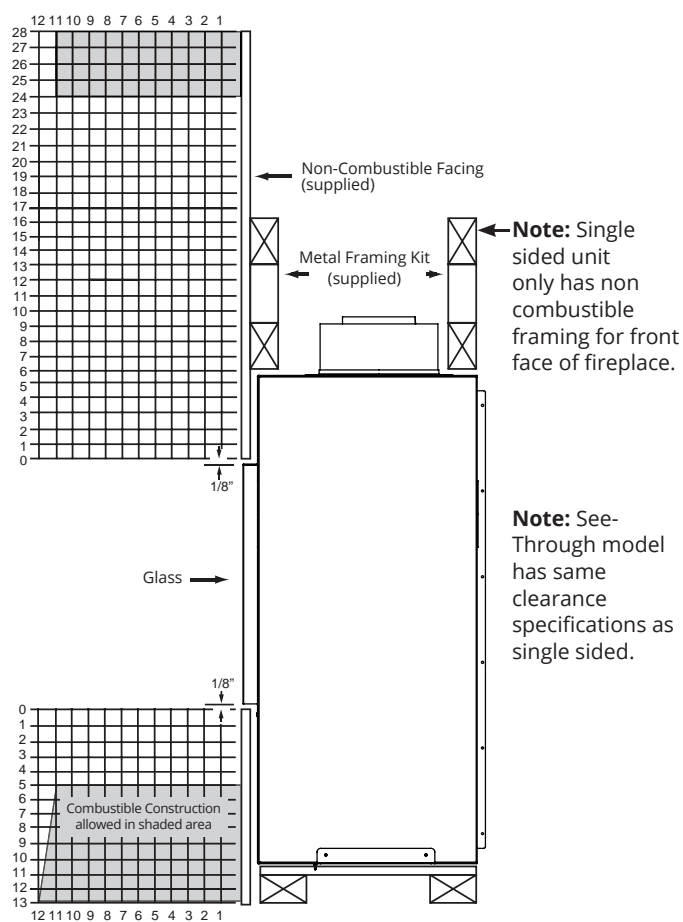 12 11 10 9 8 7 6 5 4 3 2 1
28
27
26
25
24
23
22
21
20
19
18
17
16
15
14
13
12
11
10
9
8
7
6
5
4
3
2
1
0
Non-Combustible Facing
(supplied)
Metal Framing Kit
(supplied)
Note: Single
sided unit
only has non
combustible
framing for front
face of fireplace.
1/8”
Glass
Note: See-
Through model
has same
clearance
specifications as
single sided.
1/8”
0
1
2
3
4
5
6
7
8
9
10
11
12
13
Combustible Construction
allowed in shaded area
12 11 10 9 8 7 6 5 4 3 2 1